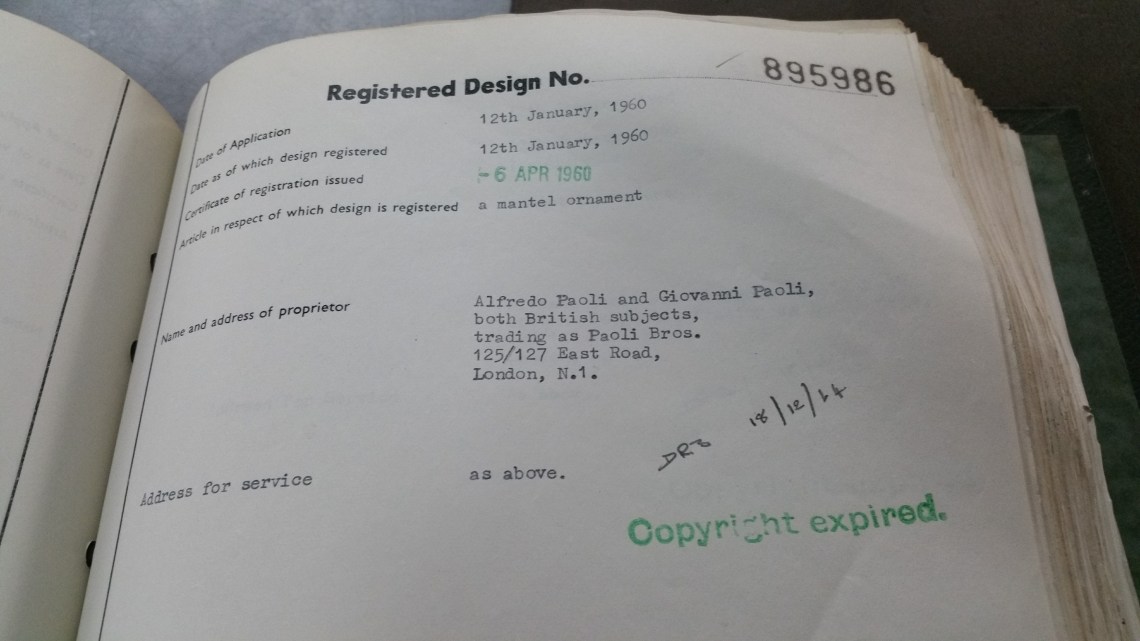 Registered Design No. 895986
Date of Application 12th January, 1960
Date as of which design registered 12th January, 1960
Certificate of registration issued - 6 APR 1960
Article in respect of which design is registered a mantel ornament
Name and address of proprietor Alfredo Paoli and Giovanni Paoli,
both British subjects,
trading as Paoli Bros.
125/127 East Road,
London, N.1.
18/12/64
Address for service as above.
Copyright expired.